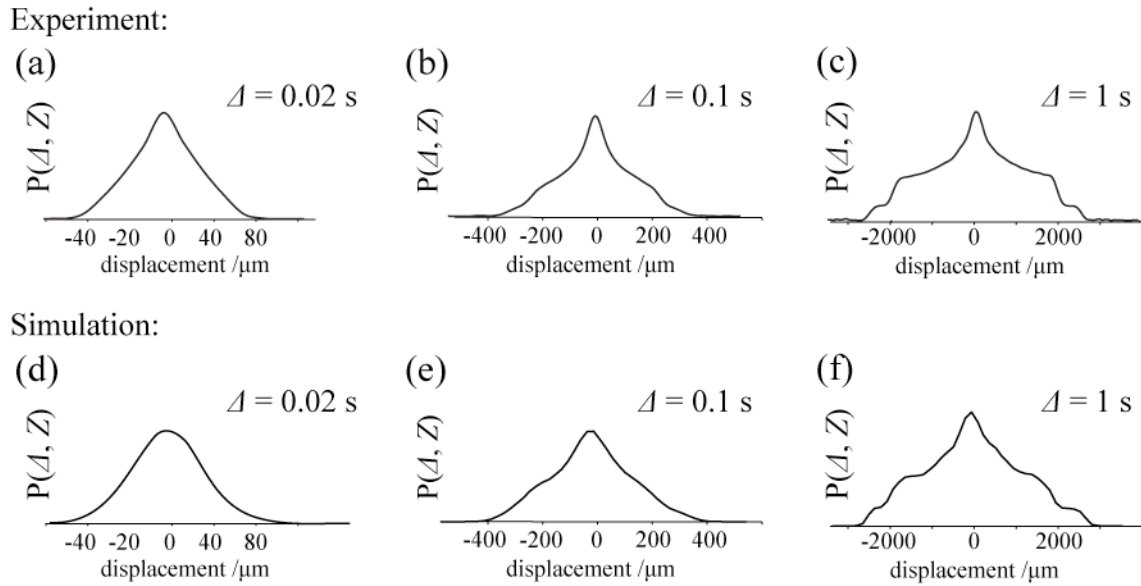 Experiment:
(a) Δ = 0.02 s
P(Δ, Z)
-40 -20 0 40 80
displacement /μm
(b) Δ = 0.1 s
P(Δ, Z)
-400 -200 0 200 400
displacement /μm
(c) Δ = 1 s
P(Δ, Z)
-2000 0 2000
displacement /μm
Simulation:
(d) Δ = 0.02 s
P(Δ, Z)
-40 -20 0 40 80
displacement /μm
(e) Δ = 0.1 s
P(Δ, Z)
-400 -200 0 200 400
displacement /μm
(f) Δ = 1 s
P(Δ, Z)
-2000 0 2000
displacement /μm